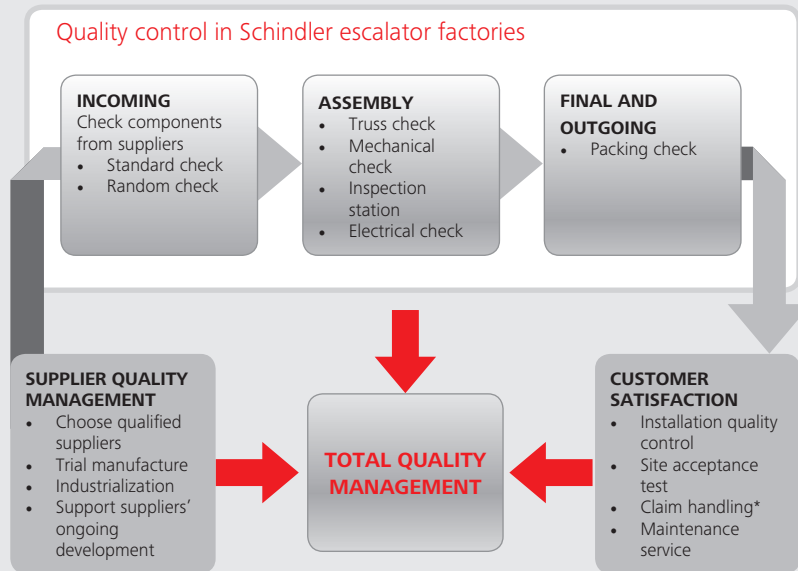 Quality control in Schindler escalator factories
INCOMING
Check components
from suppliers
• Standard check
• Random check
ASSEMBLY
• Truss check
• Mechanical
check
• Inspection
station
• Electrical check
FINAL AND
OUTGOING
• Packing check
SUPPLIER QUALITY
MANAGEMENT
• Choose qualified
suppliers
• Trial manufacture
• Industrialization
• Support suppliers’
ongoing
development
TOTAL QUALITY
MANAGEMENT
CUSTOMER
SATISFACTION
• Installation quality
control
• Site acceptance
test
• Claim handling*
• Maintenance
service